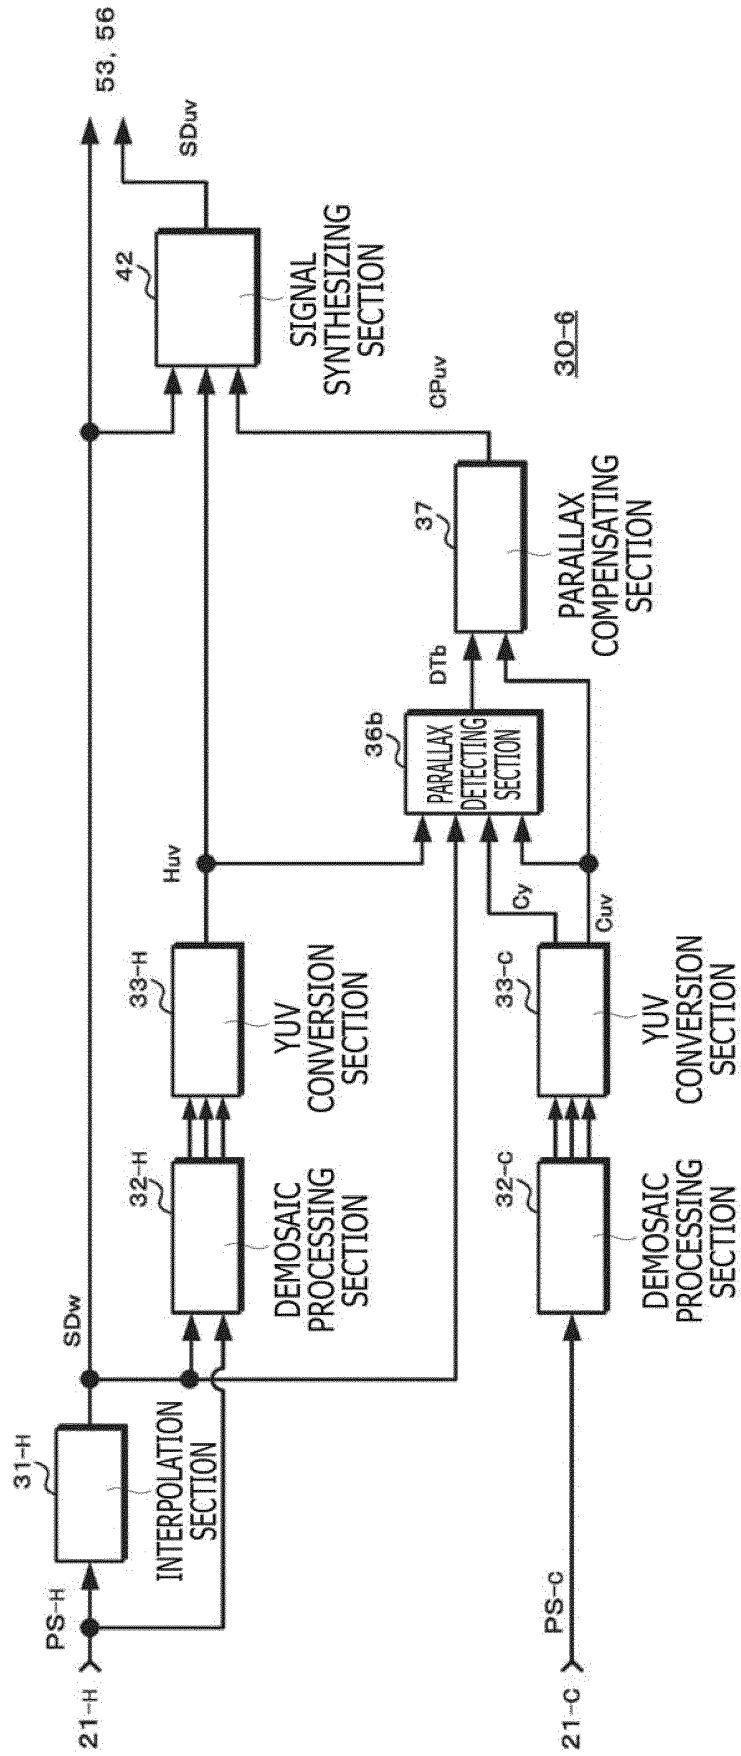 21-H
PS-H
31-H
INTERPOLATION
SECTION
SDw
32-H
DEMOSAIC
PROCESSING
SECTION
33-H
YUV
CONVERSION
SECTION
Huv
42
SIGNAL
SYNTHESIZING
SECTION
SDuv
53, 56
36b
PARALLAX
DETECTING
SECTION
DTb
37
PARALLAX
COMPENSATING
SECTION
CPuv
30-6
21-C
PS-C
32-C
DEMOSAIC
PROCESSING
SECTION
33-C
YUV
CONVERSION
SECTION
Cy
Cuv